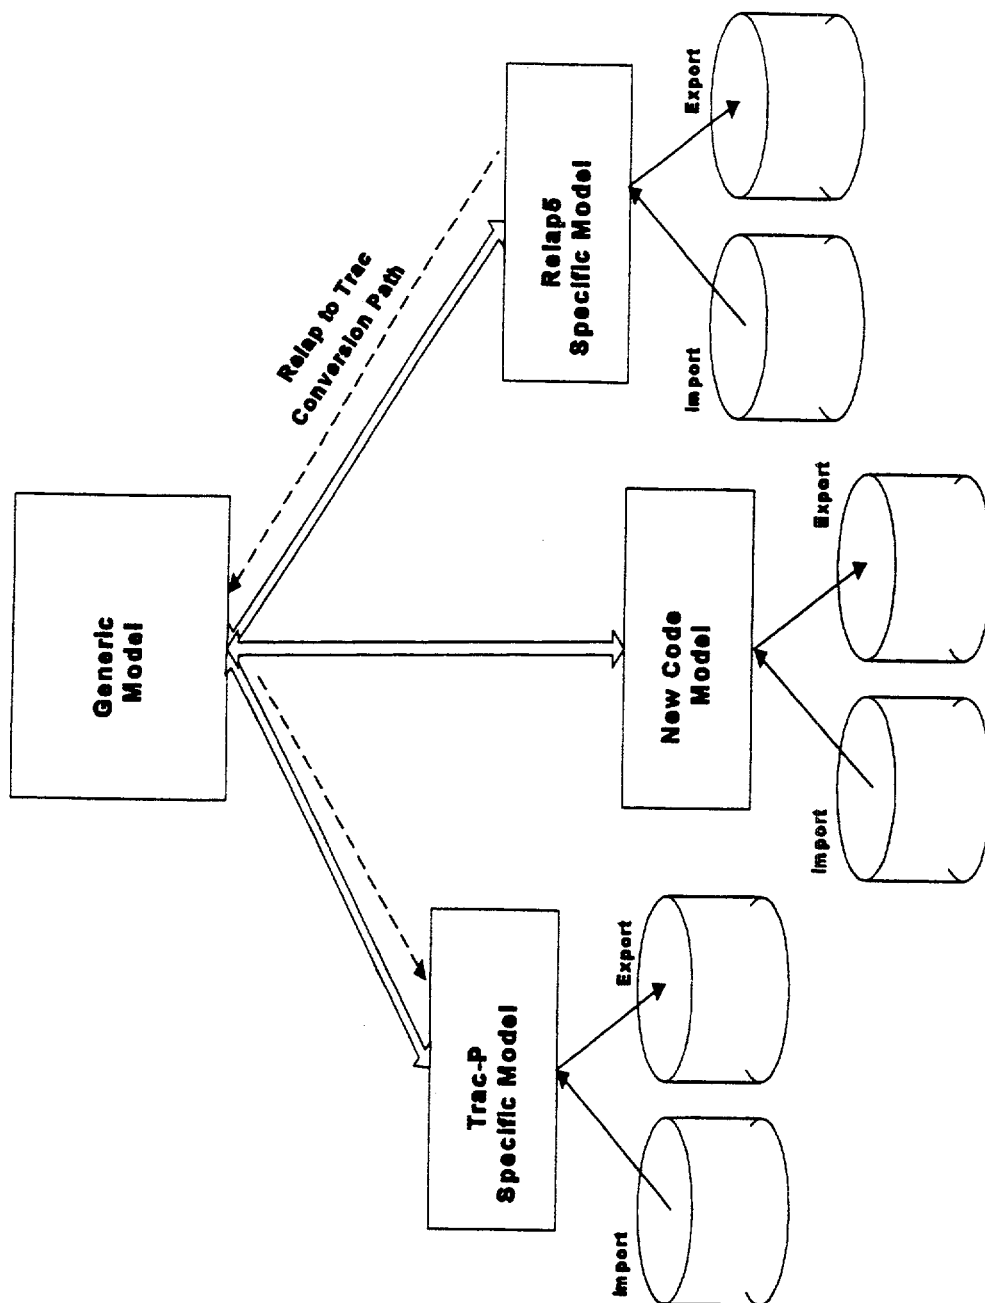 Generic
Model
Relap to Trac
Conversion Path
Trac-P
Specific Model
New Code
Model
Relap5
Specific Model
Import
Export
Import
Export
Import
Export